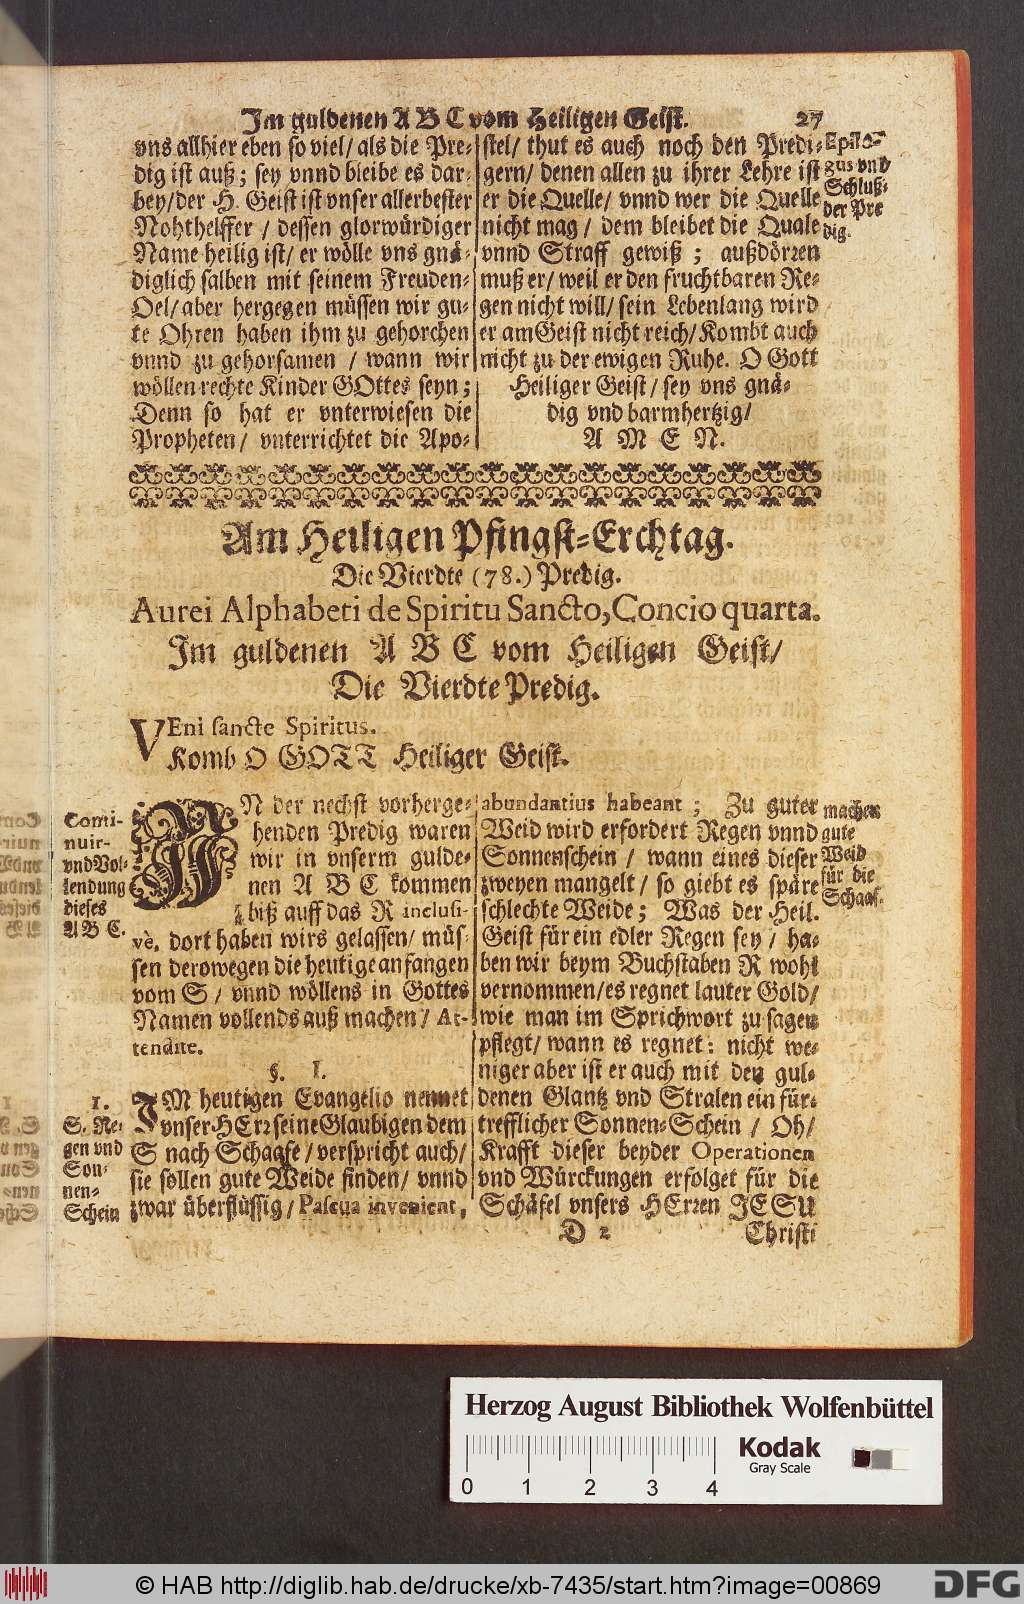 Im guldenen A B C vom Heiligen Geist. 27
vns allhier eben so viel/ als die Pre-
dig ist auß; sey vnnd bleibe es dar-
bey/ der H. Geist ist vnser allerbester
Nohthelffer / dessen glorwürdiger
Name heilig ist/ er wölle vns gnä-
diglich salben mit seinem Freuden-
Oel/ aber hergegen müssen wir gu-
te Ohren haben ihm zu gehorchen
vnnd zu gehorsamen / wann wir
wöllen rechte Kinder GOttes seyn;
Denn so hat er vnterwiesen die
Propheten/ vnterrichtet die Apo-
stel/ thut es auch noch den Predi-
gern/ denen allen zu ihrer Lehre ist
er die Quelle/ vnnd wer die Quelle
nicht mag / dem bleibet die Quale
vnnd Straff gewiß ; außdörren
muß er/ weil er den fruchtbaren Re-
gen nicht will/ sein Lebenlang wird
er am Geist nicht reich/ Kombt auch
nicht zu der ewigen Ruhe. O Gott
Heiliger Geist/ sey vns gnä-
dig vnd barmhertzig/
A M E N.
Epilo-
gus vnd
Schluß-
der Pre
dig.
Am Heiligen Pfingst-Erchtag.
Die Vierdte (78.) Predig.
Aurei Alphabeti de Spiritu Sancto, Concio quarta.
Im guldenen A B C vom Heiligen Geist/
Die Vierdte Predig.
VEni sancte Spiritus.
Komb O GOTT Heiliger Geist.
Conti-
nuir-
vnd Vol-
lendung
dieses
A B C.
IN der nechst vorherge-
henden Predig waren
wir in vnserm gulde-
nen A B C kommen
biß auff das R inclusi-
vè, dort haben wirs gelassen/ müs-
sen derowegen die heutige anfangen
vom S/ vnnd wöllens in Gottes
Namen vollends auß machen/ At-
tendite.
§. I.
1.
S. Re-
gen vnd
Son-
nen-
Schein
IM heutigen Evangelio nennet
vnser HErr seine Glaubigen dem
S nach Schaafe/ verspricht auch/
sie sollen gute Weide finden/ vnnd
zwar überflüssig/ Pascua invenient,
abundantius habeant ; Zu guter
Weid wird erfordert Regen vnnd
Sonnenschein / wann eines dieser
zweyen mangelt/ so giebt es späre
schlechte Weide; Was der Heil.
Geist für ein edler Regen sey / ha-
ben wir beym Buchstaben R wohl
vernommen/ es regnet lauter Gold/
wie man im Sprichwort zu sagen
pflegt/ wann es regnet: nicht we-
niger aber ist er auch mit den gul-
denen Glantz vnd Stralen ein für-
trefflicher Sonnen-Schein / Oh/
Krafft dieser beyder Operationen
vnd Würckungen erfolget für die
Schäfel vnsers HErren JESU
machen
gute
Weid
für die
Schaaf.
D 2 Christi
Herzog August Bibliothek Wolfenbüttel
0 1 2 3 4
Kodak
Gray Scale
© HAB http://diglib.hab.de/drucke/xb-7435/start.htm?image=00869
DFG